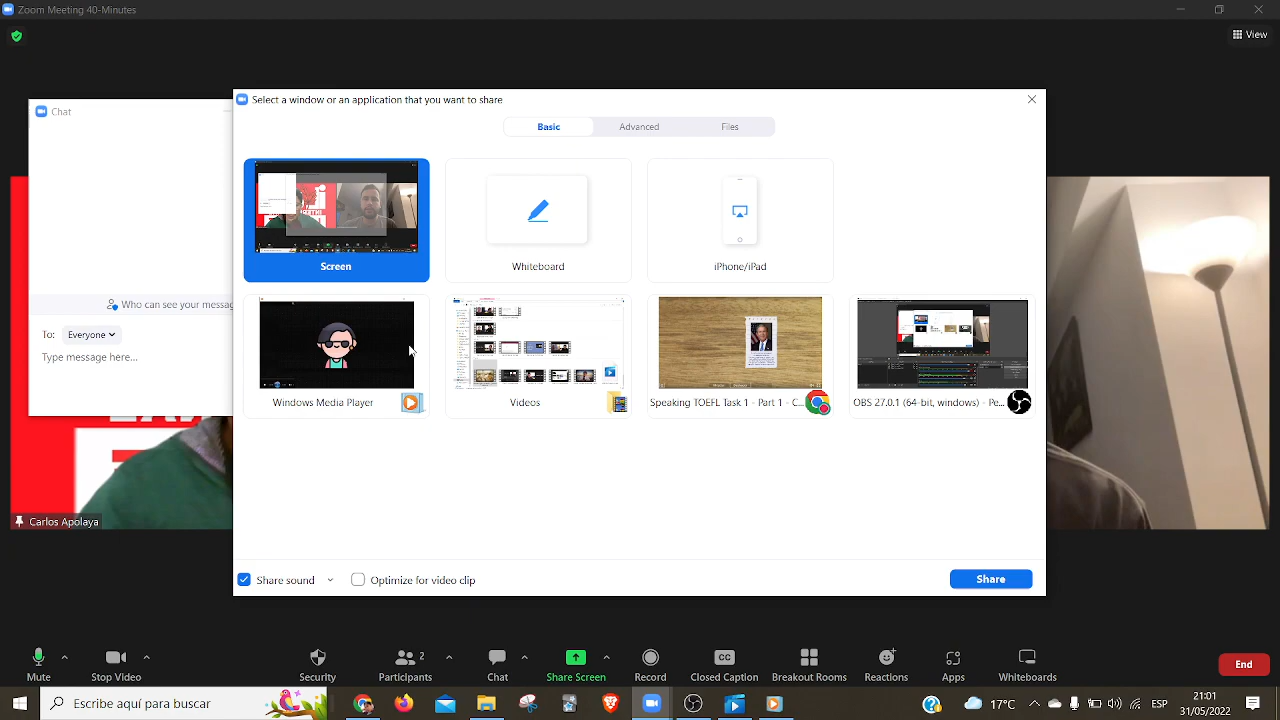 Zoom Meeting 40-Minutes
View
Chat
Select a window or an application that you want to share
Basic
Advanced
Files
Screen
Whiteboard
iPhone/iPad
Who can see your messag
To: Everyone
Type message here...
Windows Media Player
Videos
Speaking TOEFL Task 1 - Part 1 - C...
OBS 27.0.1 (64-bit, windows) - Pe...
Carlos Apolaya
Share sound
Optimize for video clip
Share
Mute
Stop Video
Security
2
Participants
Chat
Share Screen
Record
CC
Closed Caption
Breakout Rooms
Reactions
Apps
Whiteboards
End
Escribe aquí para buscar
17°C
ESP
21:01
31/05/2022